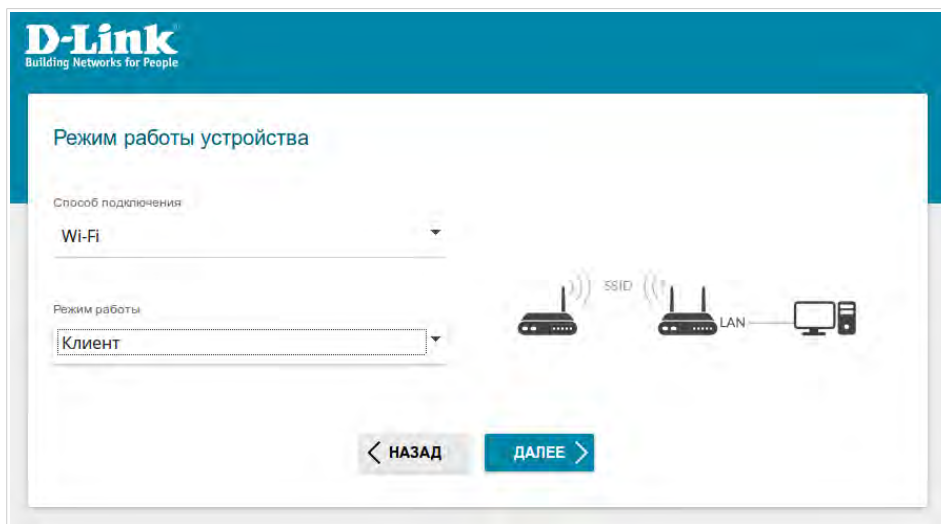 D-Link
Building Networks for People
Режим работы устройства
Способ подключения
Wi-Fi
Режим работы
Клиент
SSID
LAN
НАЗАД
ДАЛЕЕ